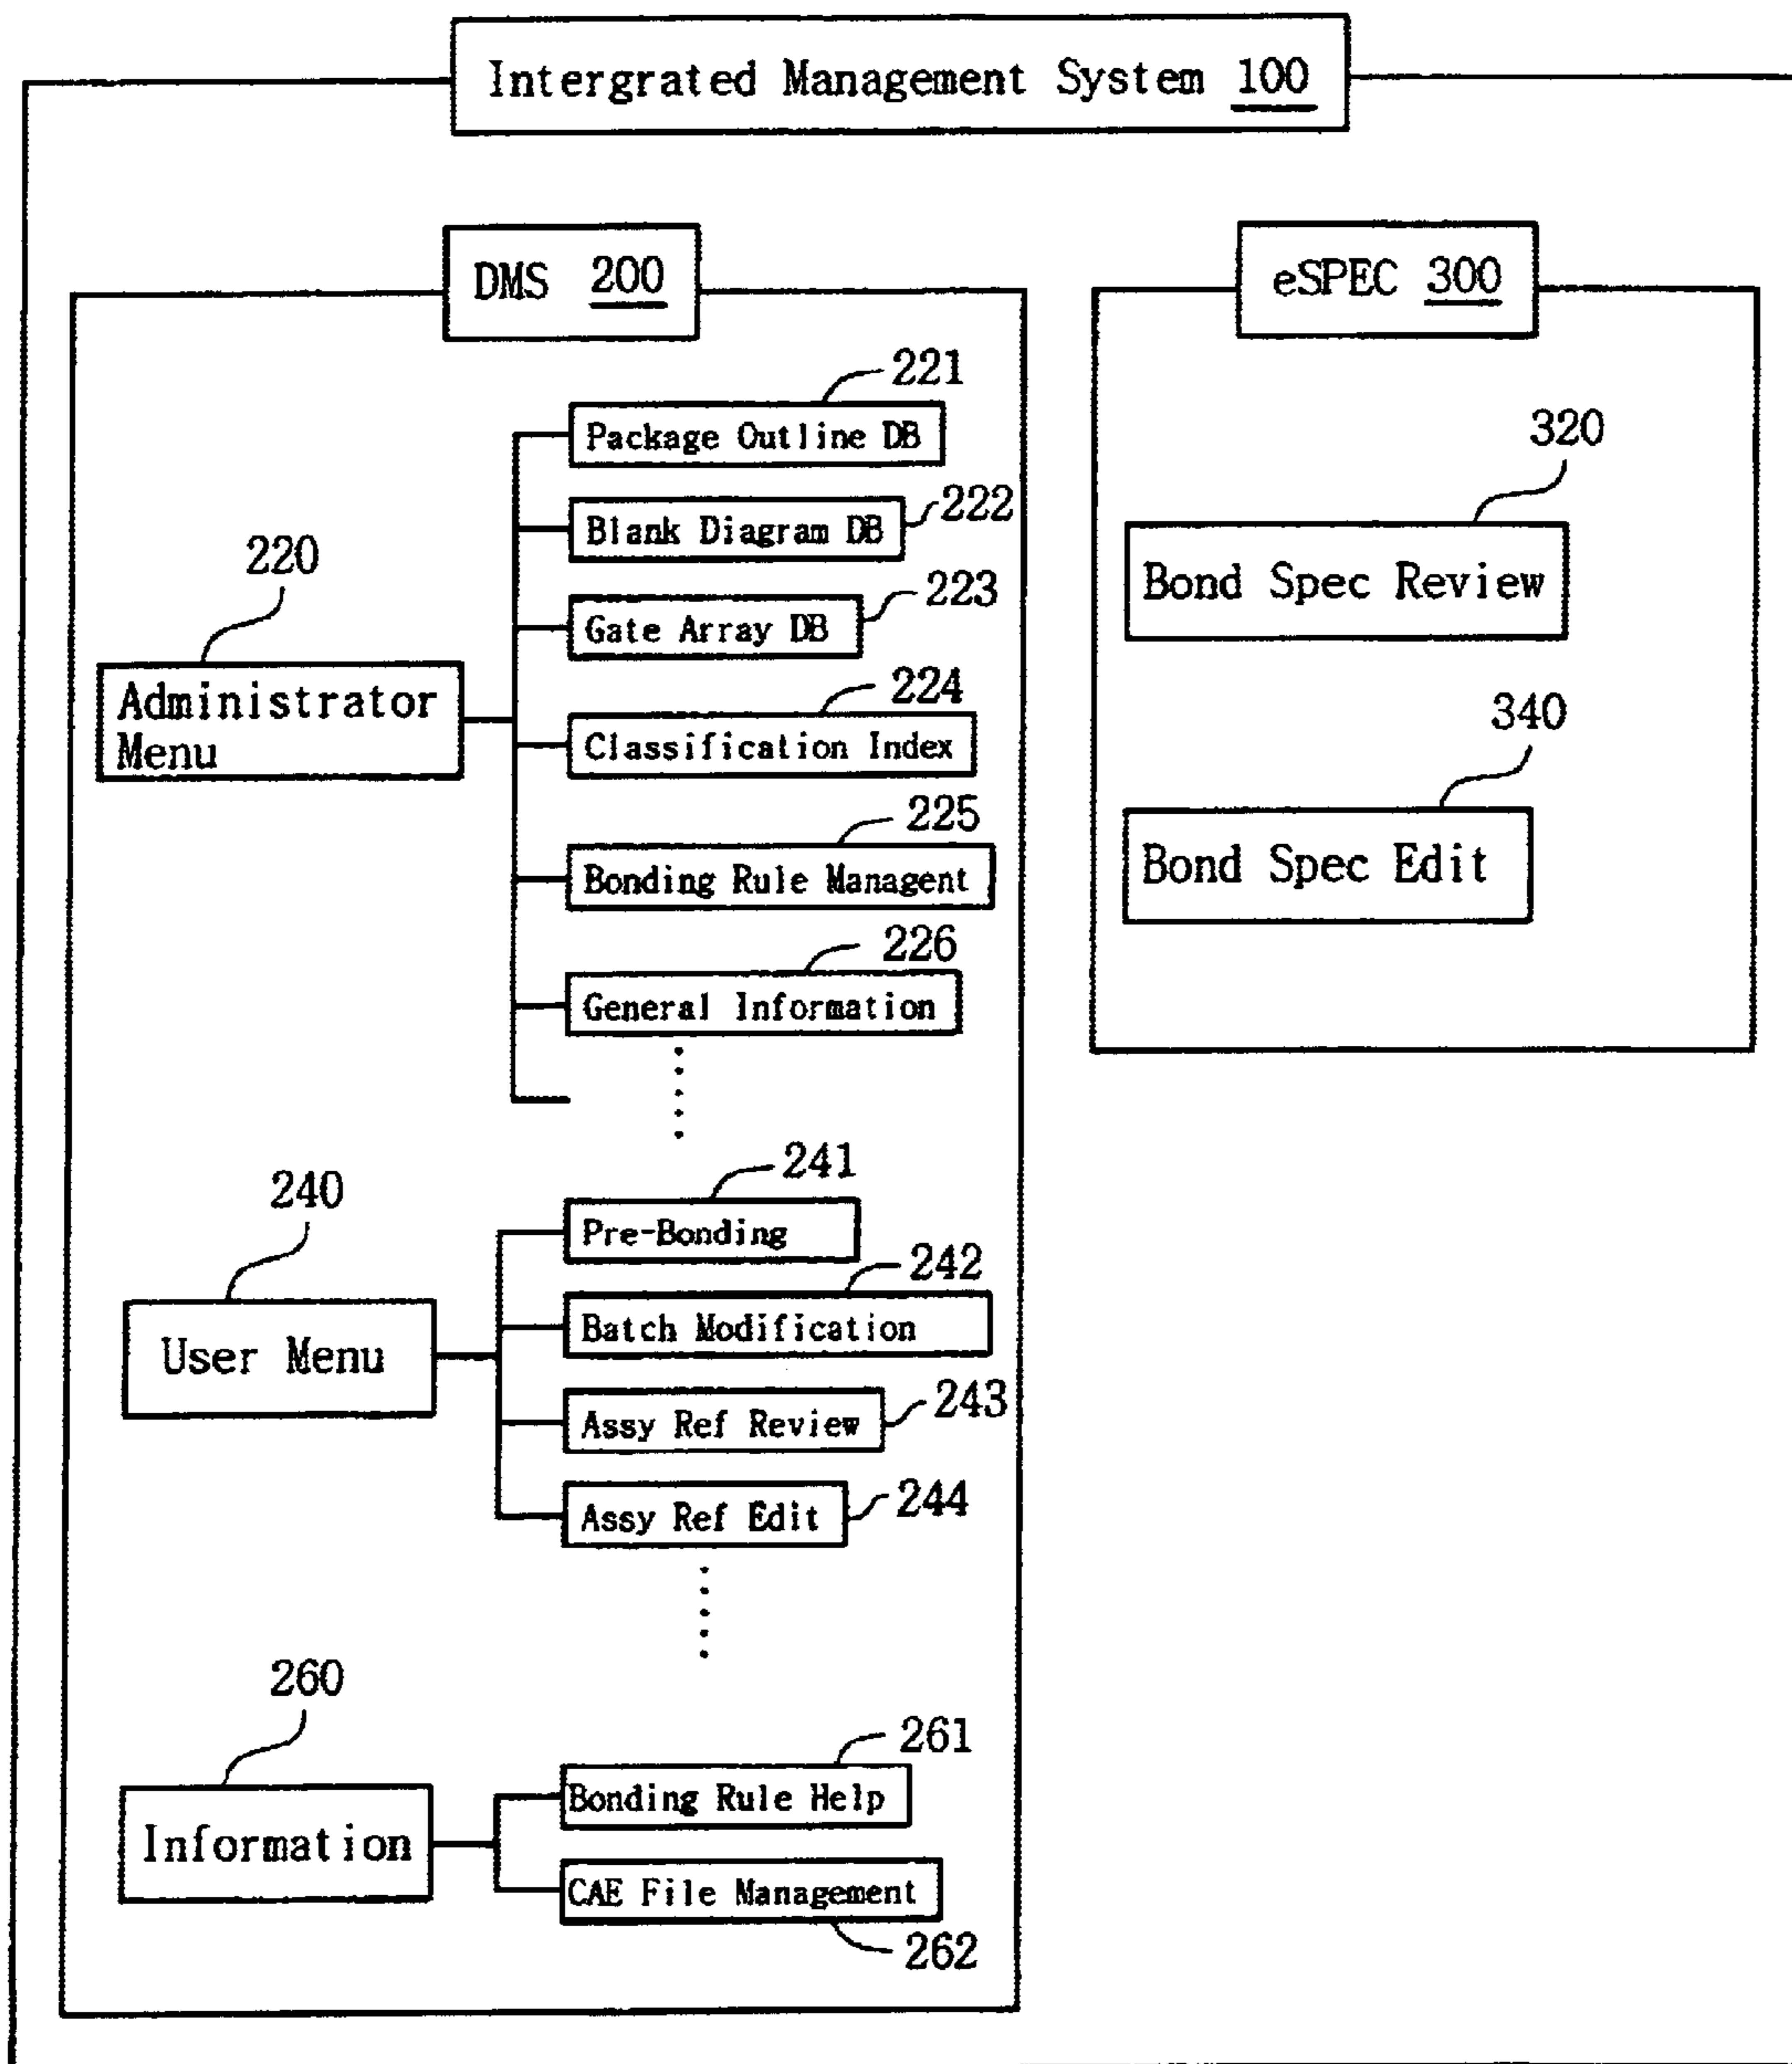 Intergrated Management System 100
DMS 200
eSPEC 300
221
Package Outline DB
222
Blank Diagram DB
223
Gate Array DB
220
Administrator
Menu
224
Classification Index
225
Bonding Rule Managent
226
General Information
320
Bond Spec Review
340
Bond Spec Edit
240
User Menu
241
Pre-Bonding
242
Batch Modification
243
Assy Ref Review
244
Assy Ref Edit
260
Information
261
Bonding Rule Help
CAE File Management
262